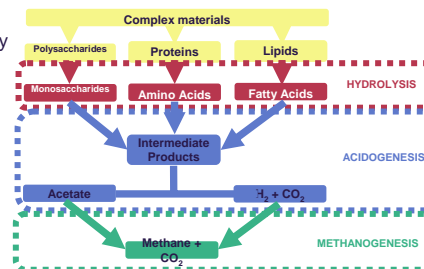 Complex materials
y
Polysaccharides Proteins Lipids
HYDROLYSIS
Monosaccharides Amino Acids Fatty Acids
Intermediate
Products
ACIDOGENESIS
Acetate H₂ + CO₂
Methane +
CO₂
METHANOGENESIS